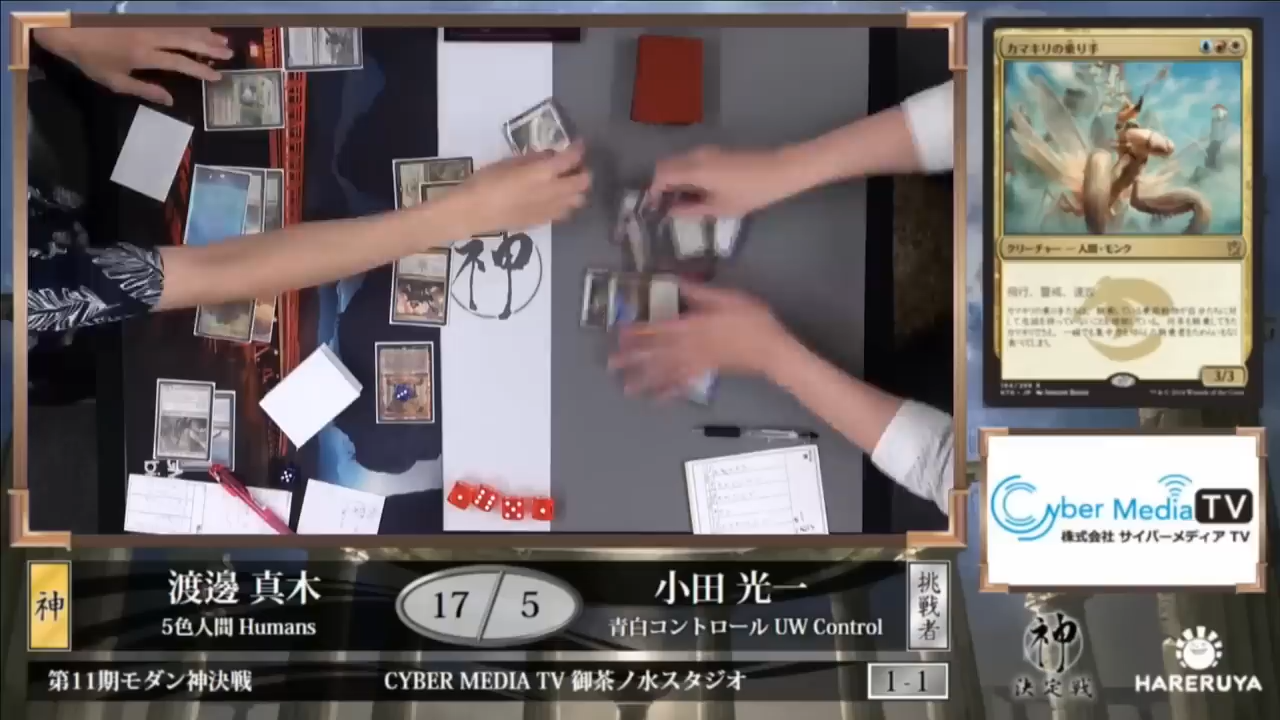 カマキリの乗り手
クリーチャー — 人間・モンク
飛行、警戒、速攻
3/3
神
Cyber Media TV
株式会社 サイバーメディア TV
神
渡邊 真木
5色人間 Humans
17 / 5
小田 光一
青白コントロール UW Control
挑戦者
第11期モダン神決戦
CYBER MEDIA TV 御茶ノ水スタジオ
1 - 1
神
決定戦
HARERUYA